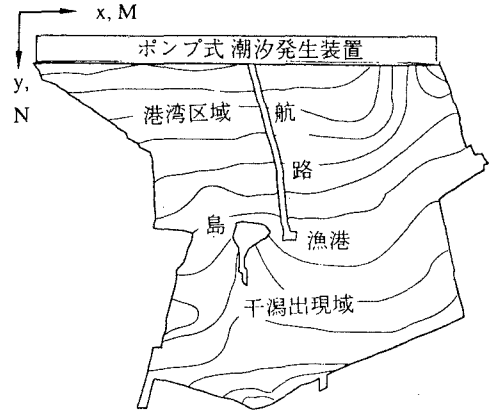 x, M
ポンプ式 潮汐発生装置
y,
N
港湾区域
航
路
島
漁港
干潟出現域